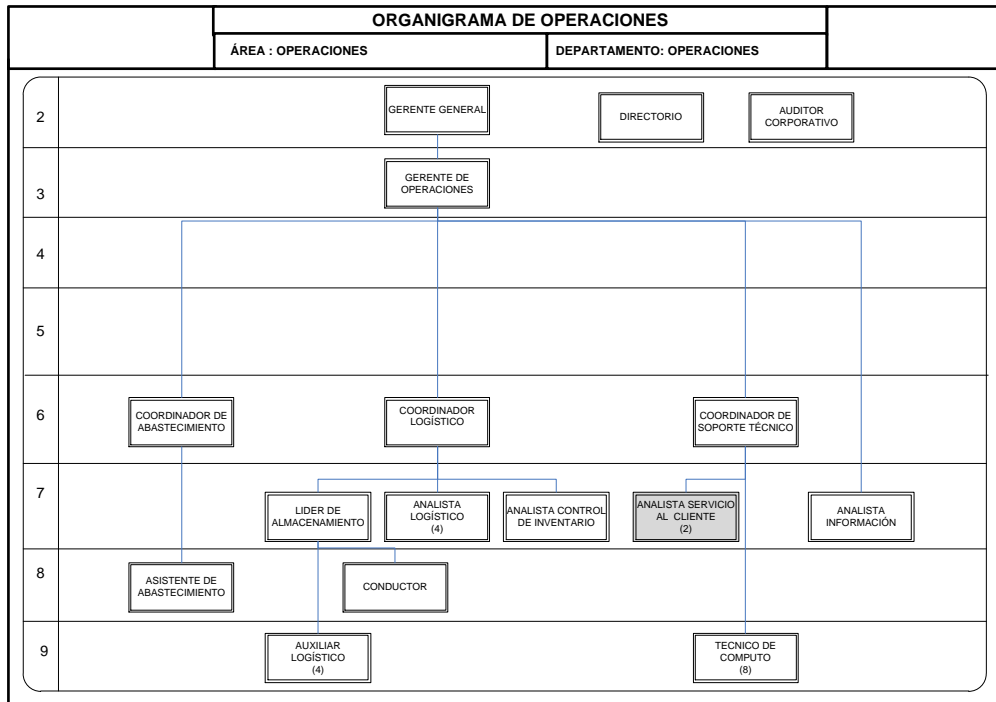 ORGANIGRAMA DE OPERACIONES
ÁREA : OPERACIONES
DEPARTAMENTO: OPERACIONES
2
GERENTE GENERAL
DIRECTORIO
AUDITOR
CORPORATIVO
3
GERENTE DE
OPERACIONES
4
5
6
COORDINADOR DE
ABASTECIMIENTO
COORDINADOR
LOGÍSTICO
COORDINADOR DE
SOPORTE TÉCNICO
7
LIDER DE
ALMACENAMIENTO
ANALISTA
LOGÍSTICO
(4)
ANALISTA CONTROL
DE INVENTARIO
ANALISTA SERVICIO
AL CLIENTE
(2)
ANALISTA
INFORMACIÓN
8
ASISTENTE DE
ABASTECIMIENTO
CONDUCTOR
9
AUXILIAR
LOGÍSTICO
(4)
TECNICO DE
COMPUTO
(8)